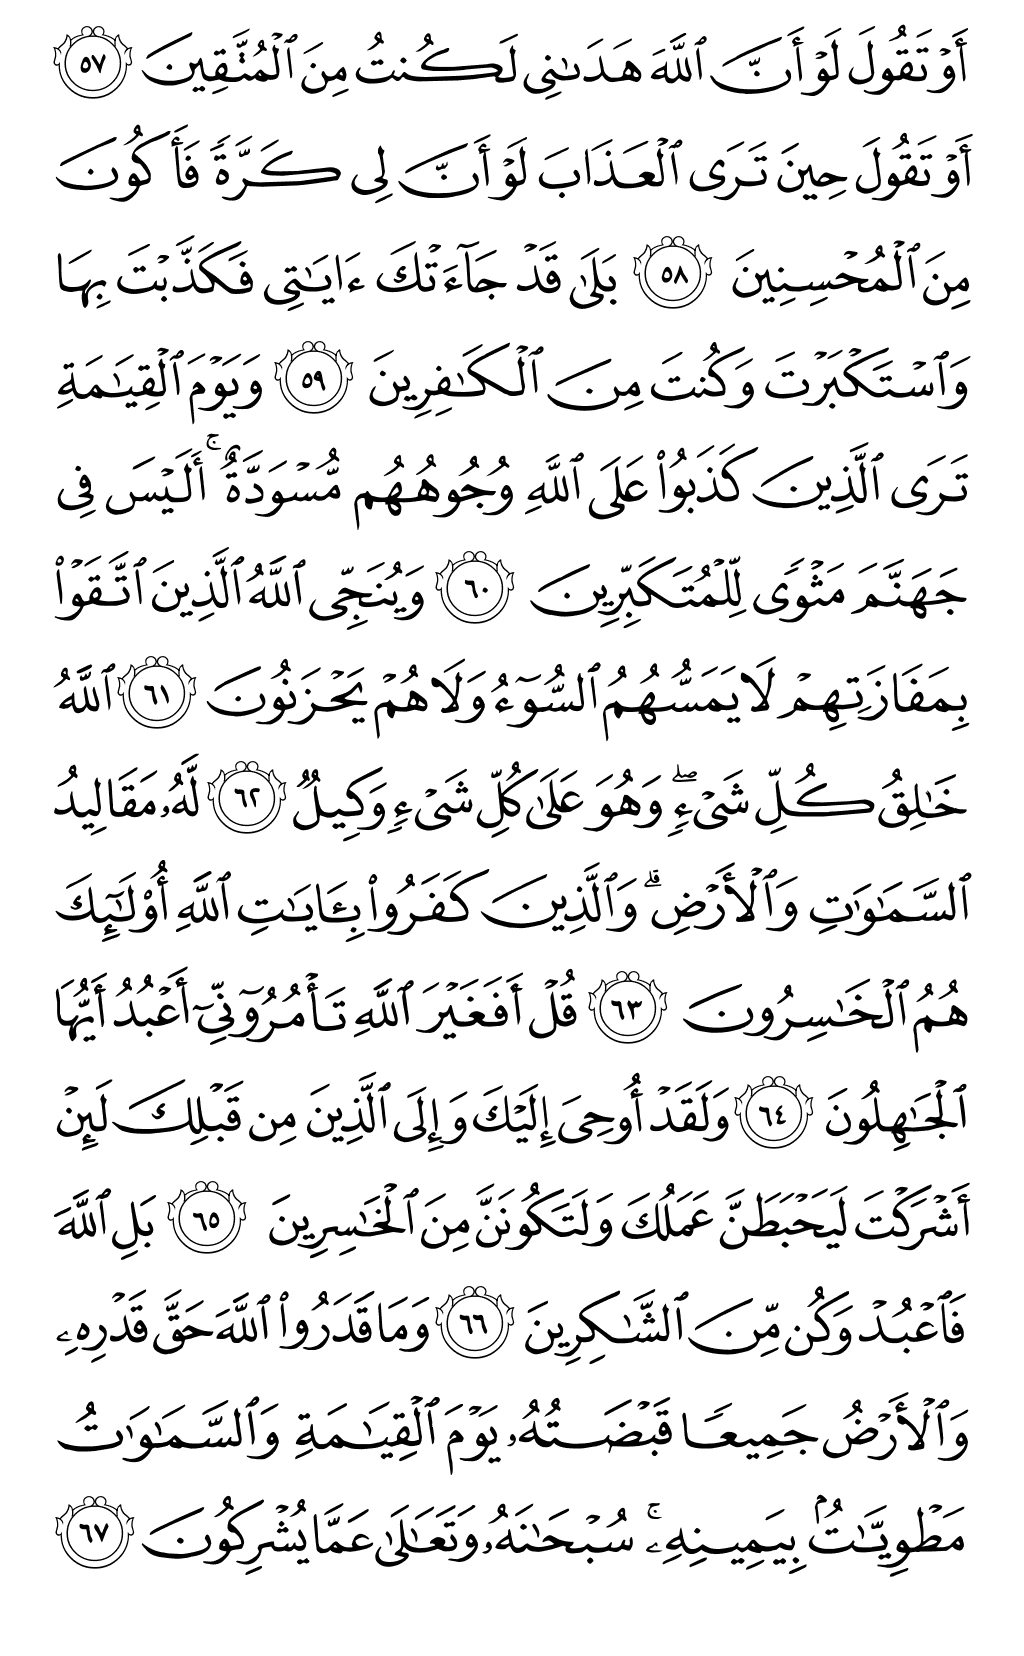 أَوْ تَقُولَ لَوْ أَنَّ ٱللَّهَ هَدَىٰنِى لَكُنتُ مِنَ ٱلْمُتَّقِينَ ٥٧
أَوْ تَقُولَ حِينَ تَرَى ٱلْعَذَابَ لَوْ أَنَّ لِى كَرَّةً فَأَكُونَ
مِنَ ٱلْمُحْسِنِينَ ٥٨ بَلَىٰ قَدْ جَآءَتْكَ ءَايَـٰتِى فَكَذَّبْتَ بِهَا
وَٱسْتَكْبَرْتَ وَكُنتَ مِنَ ٱلْكَـٰفِرِينَ ٥٩ وَيَوْمَ ٱلْقِيَـٰمَةِ
تَرَى ٱلَّذِينَ كَذَبُوا۟ عَلَى ٱللَّهِ وُجُوهُهُم مُّسْوَدَّةٌ ۚ أَلَيْسَ فِى
جَهَنَّمَ مَثْوًى لِّلْمُتَكَبِّرِينَ ٦٠ وَيُنَجِّى ٱللَّهُ ٱلَّذِينَ ٱتَّقَوْا۟
بِمَفَازَتِهِمْ لَا يَمَسُّهُمُ ٱلسُّوٓءُ وَلَا هُمْ يَحْزَنُونَ ٦١ ٱللَّهُ
خَـٰلِقُ كُلِّ شَىْءٍ ۖ وَهُوَ عَلَىٰ كُلِّ شَىْءٍ وَكِيلٌ ٦٢ لَّهُۥ مَقَالِيدُ
ٱلسَّمَـٰوَٰتِ وَٱلْأَرْضِ ۗ وَٱلَّذِينَ كَفَرُوا۟ بِـَٔايَـٰتِ ٱللَّهِ أُو۟لَـٰٓئِكَ
هُمُ ٱلْخَـٰسِرُونَ ٦٣ قُلْ أَفَغَيْرَ ٱللَّهِ تَأْمُرُوٓنِّىٓ أَعْبُدُ أَيُّهَا
ٱلْجَـٰهِلُونَ ٦٤ وَلَقَدْ أُوحِىَ إِلَيْكَ وَإِلَى ٱلَّذِينَ مِن قَبْلِكَ لَئِنْ
أَشْرَكْتَ لَيَحْبَطَنَّ عَمَلُكَ وَلَتَكُونَنَّ مِنَ ٱلْخَـٰسِرِينَ ٦٥ بَلِ ٱللَّهَ
فَٱعْبُدْ وَكُن مِّنَ ٱلشَّـٰكِرِينَ ٦٦ وَمَا قَدَرُوا۟ ٱللَّهَ حَقَّ قَدْرِهِۦ
وَٱلْأَرْضُ جَمِيعًا قَبْضَتُهُۥ يَوْمَ ٱلْقِيَـٰمَةِ وَٱلسَّمَـٰوَٰتُ
مَطْوِيَّـٰتٌۢ بِيَمِينِهِۦ ۚ سُبْحَـٰنَهُۥ وَتَعَـٰلَىٰ عَمَّا يُشْرِكُونَ ٦٧